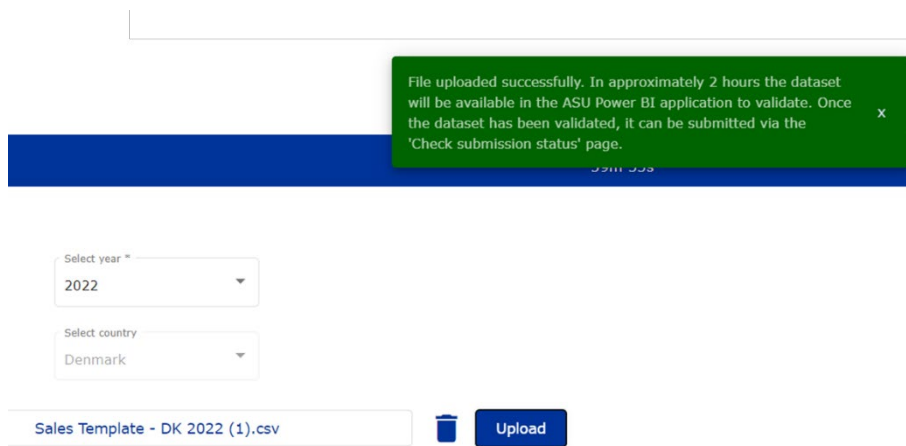 File uploaded successfully. In approximately 2 hours the dataset
will be available in the ASU Power BI application to validate. Once
the dataset has been validated, it can be submitted via the
'Check submission status' page.
x
Select year *
2022
Select country
Denmark
Sales Template - DK 2022 (1).csv
Upload